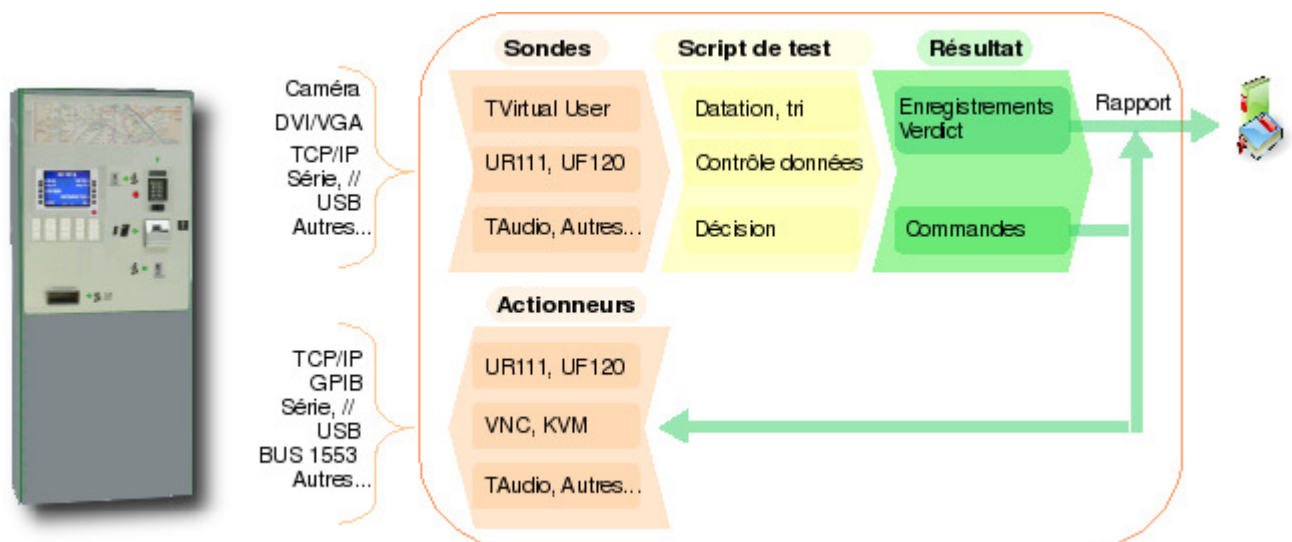 Sondes
Script de test
Résultat
Caméra
DVI/VGA
TCP/IP
Série, //
USB
Autres...
TVirtual User
UR111, UF120
TAudio, Autres...
Datation, tri
Contrôle données
Décision
Enregistrements
Verdict
Commandes
Rapport
Actionneurs
TCP/IP
GPIB
Série, //
USB
BUS 1553
Autres...
UR111, UF120
VNC, KVM
TAudio, Autres...